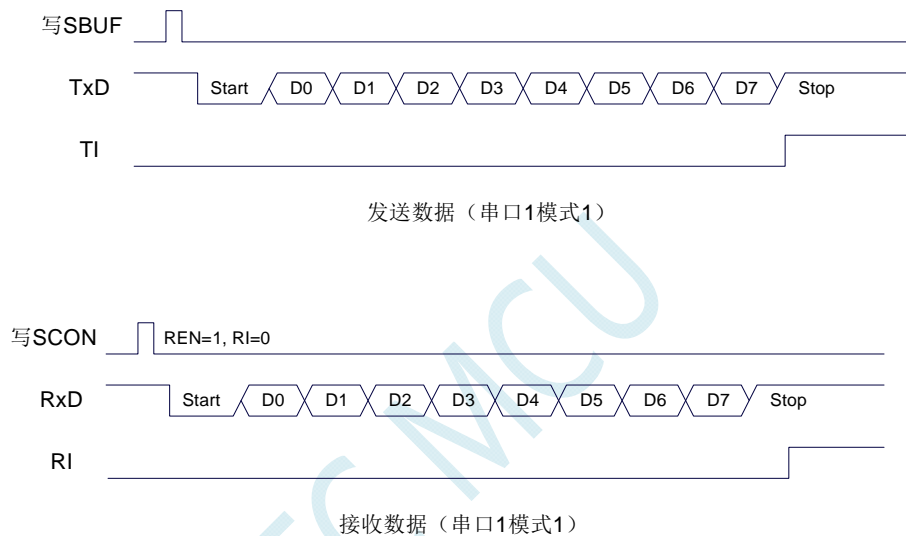 写SBUF
TxD Start D0 D1 D2 D3 D4 D5 D6 D7 Stop
TI
发送数据（串口1模式1）
写SCON REN=1, RI=0
RxD Start D0 D1 D2 D3 D4 D5 D6 D7 Stop
RI
接收数据（串口1模式1）
MCU